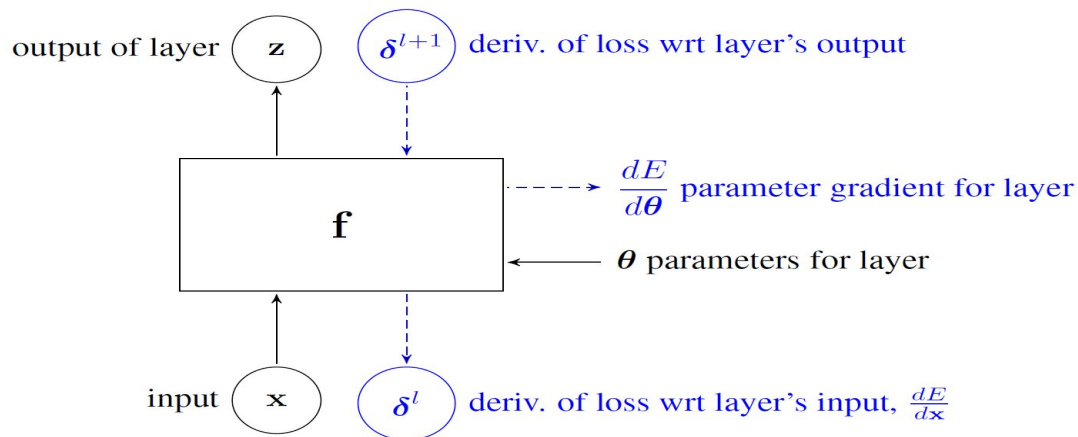 output of layer z δ^{l+1} deriv. of loss wrt layer's output
dE/dθ parameter gradient for layer
f
θ parameters for layer
input x δ^l deriv. of loss wrt layer's input, dE/dx